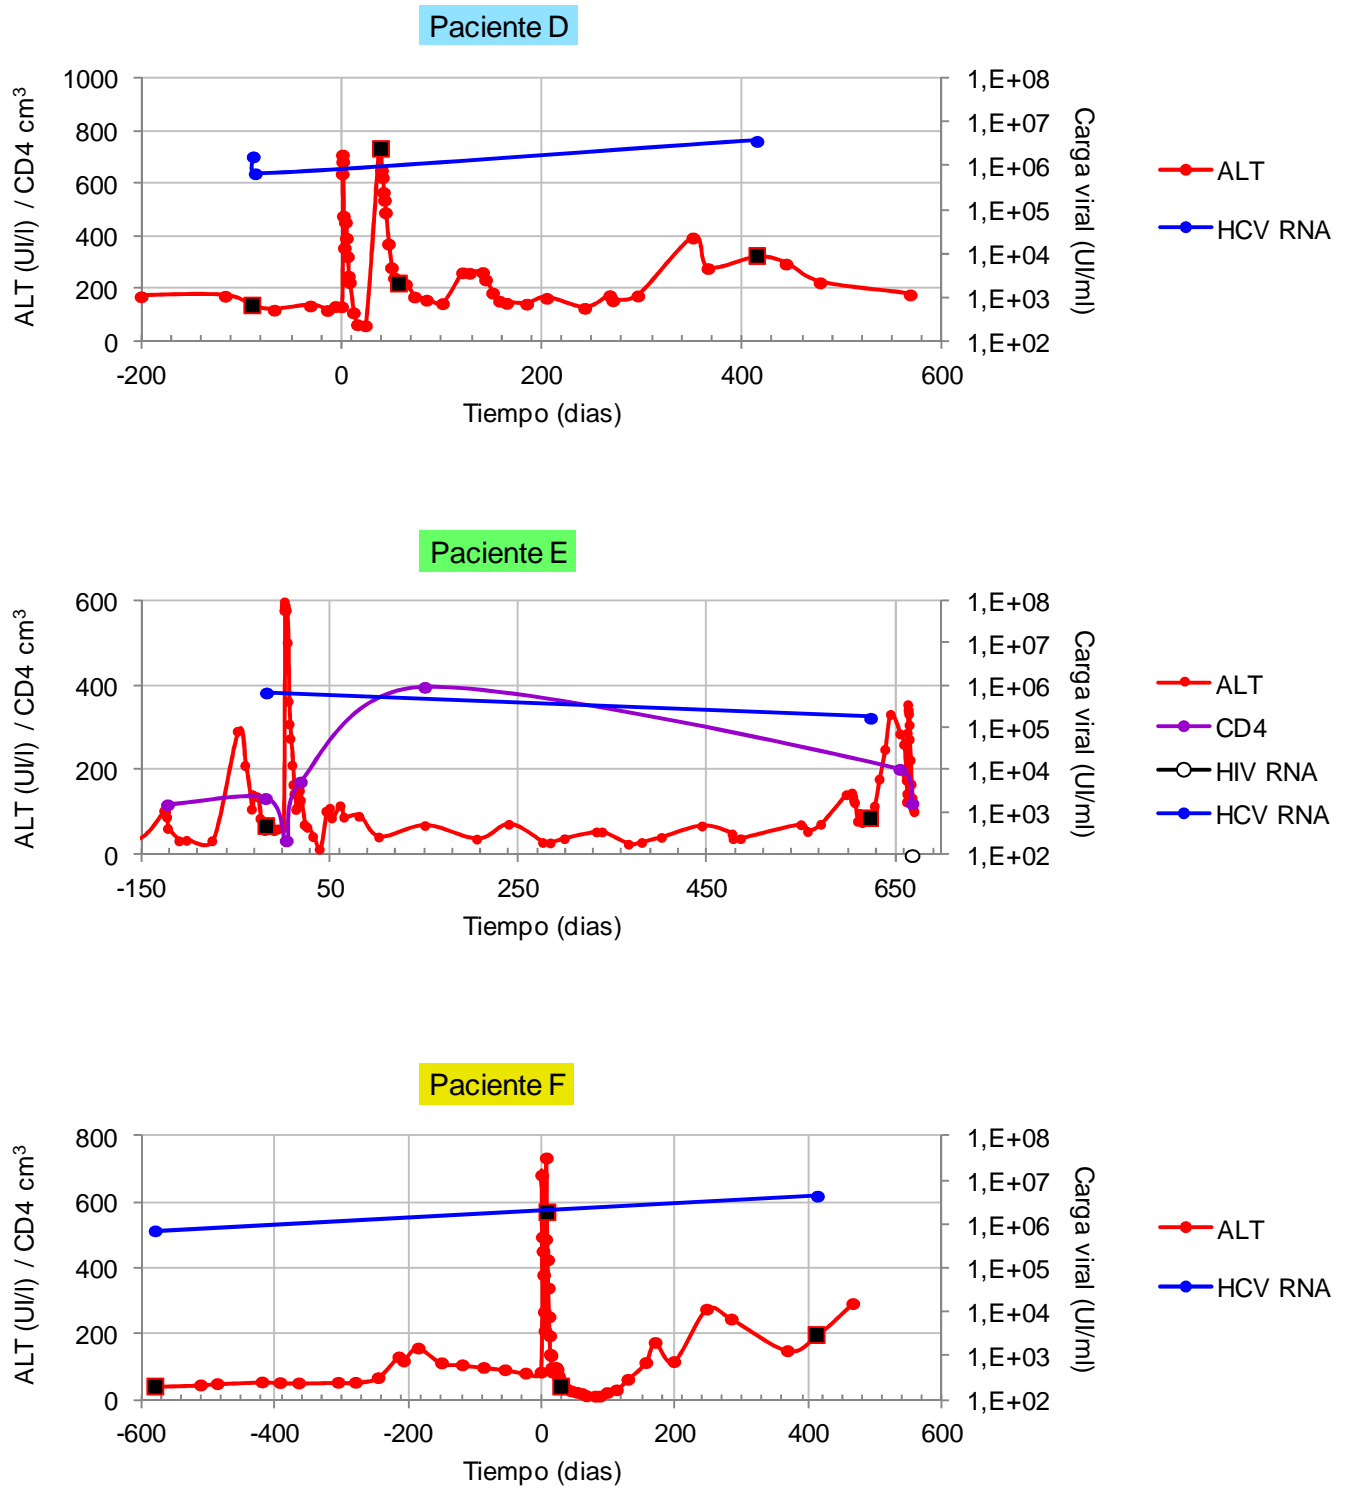 Paciente D
1000
800
600
400
200
0
1,E+08
1,E+07
1,E+06
1,E+05
1,E+04
1,E+03
1,E+02
-200 0 200 400 600
ALT (UI/l) / CD4 cm³
Carga viral (UI/ml)
Tiempo (dias)
ALT
HCV RNA
Paciente E
600
400
200
0
1,E+08
1,E+07
1,E+06
1,E+05
1,E+04
1,E+03
1,E+02
-150 50 250 450 650
ALT (UI/l) / CD4 cm³
Carga viral (UI/ml)
Tiempo (dias)
ALT
CD4
HIV RNA
HCV RNA
Paciente F
800
600
400
200
0
1,E+08
1,E+07
1,E+06
1,E+05
1,E+04
1,E+03
1,E+02
-600 -400 -200 0 200 400 600
ALT (UI/l) / CD4 cm³
Carga viral (UI/ml)
Tiempo (dias)
ALT
HCV RNA